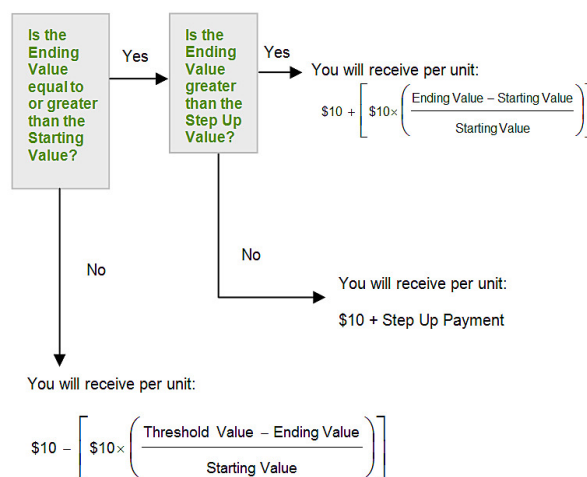 Is the
Ending
Value
equal to
or greater
than the
Starting
Value?
Yes
Is the
Ending
Value
greater
than the
Step Up
Value?
Yes
You will receive per unit:
$10 + [ $10× ( Ending Value – Starting Value
Starting Value ) ]
No
No
You will receive per unit:
$10 + Step Up Payment
You will receive per unit:
$10 – [ $10× ( Threshold Value – Ending Value
Starting Value ) ]